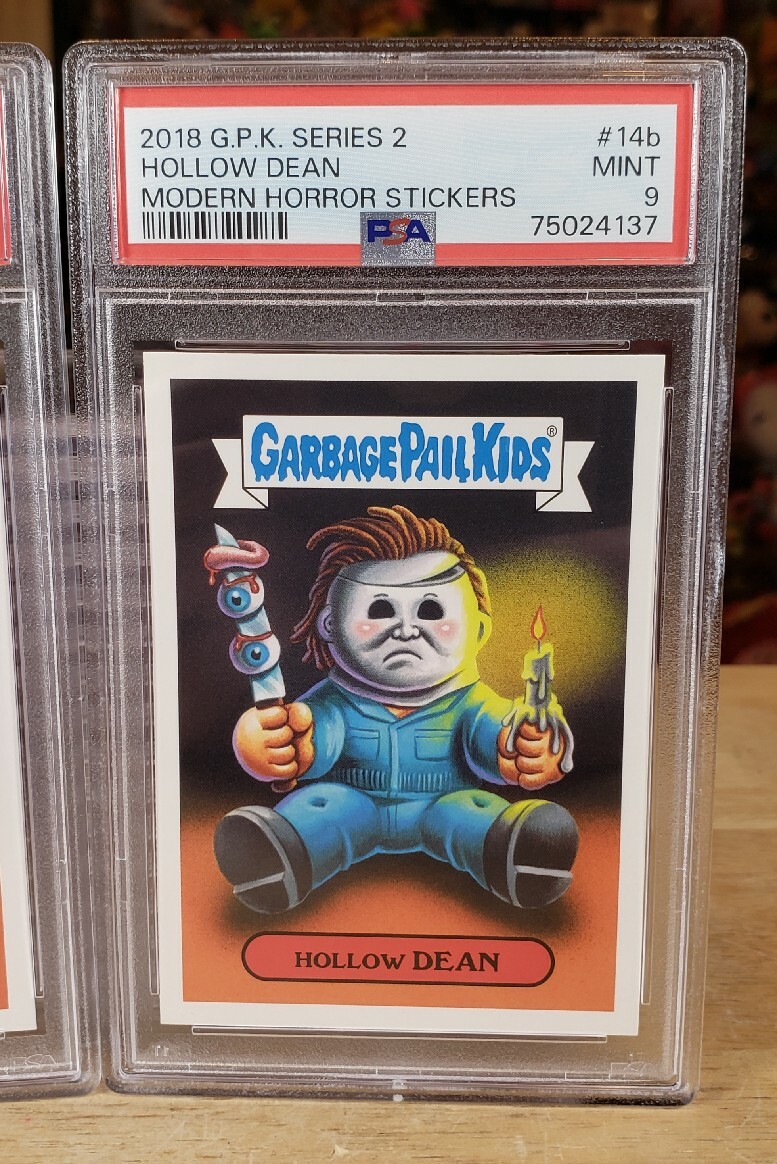 2018 G.P.K. SERIES 2 #14b
HOLLOW DEAN MINT
MODERN HORROR STICKERS 9
PSA 75024137
GARBAGE PAIL KIDS®
HOLLOW DEAN